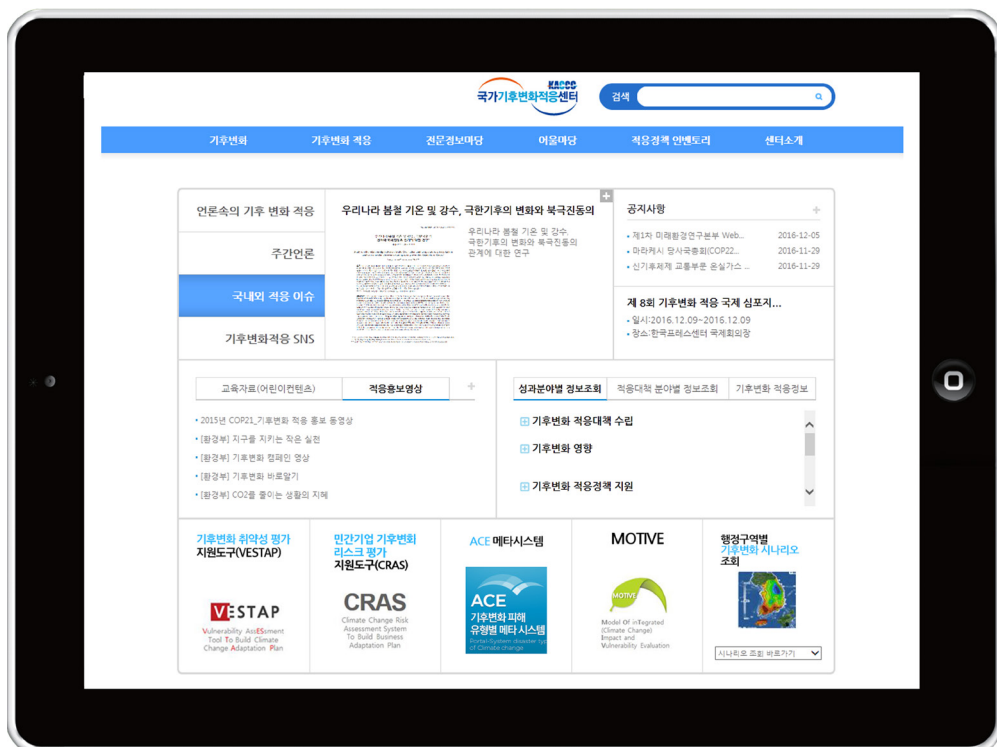 KACCC
국가기후변화적응센터
검색
기후변화
기후변화 적응
전문정보마당
어울마당
적응정책 인벤토리
센터소개
언론속의 기후 변화 적응
주간언론
국내외 적응 이슈
기후변화적응 SNS
우리나라 봄철 기온 및 강수, 극한기후의 변화와 북극진동의
우리나라 봄철 기온 및 강수,
극한기후의 변화와 북극진동의
관계에 대한 연구
공지사항
• 제1차 미래환경연구본부 Web... 2016-12-05
• 마라케시 당사국총회(COP22... 2016-11-29
• 신기후체제 교통부문 온실가스 ... 2016-11-29
제 8회 기후변화 적응 국제 심포지...
• 일시:2016.12.09~2016.12.09
• 장소:한국프레스센터 국제회의장
교육자료(어린이컨텐츠)
적응홍보영상
• 2015년 COP21_기후변화 적응 홍보 동영상
• [환경부] 지구를 지키는 작은 실천
• [환경부] 기후변화 캠페인 영상
• [환경부] 기후변화 바로알기
• [환경부] CO2를 줄이는 생활의 지혜
성과분야별 정보조회
적응대책 분야별 정보조회
기후변화 적응정보
기후변화 적응대책 수립
기후변화 영향
기후변화 적응정책 지원
기후변화 취약성 평가
지원도구(VESTAP)
VESTAP
Vulnerability AssESsment
Tool To Build Climate
Change Adaptation Plan
민간기업 기후변화
리스크 평가
지원도구(CRAS)
CRAS
Climate Change Risk
Assessment System
To Build Business
Adaptation Plan
ACE 메타시스템
ACE
기후변화 피해
유형별 메타 시스템
Portal-System disaster typ
of Climate change
MOTIVE
MOTIVE
Model Of inTegrated
(Climate Change)
Impact and
Vulnerability Evaluation
행정구역별
기후변화 시나리오
조회
시나리오 조회 바로가기